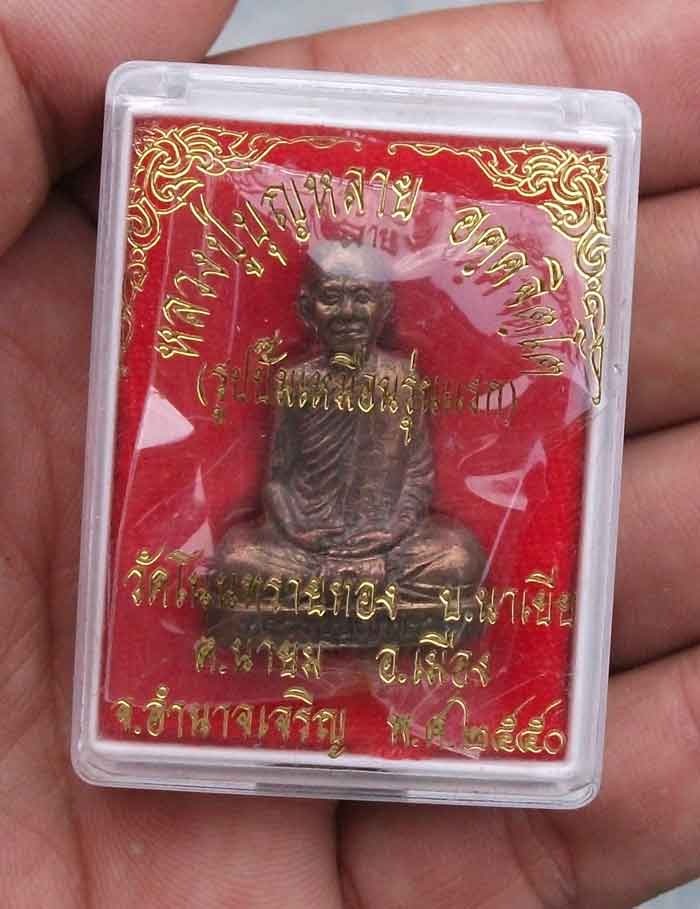 หลวงปู่บุญหลาย อคฺคจิตฺโต
(รูปปั๊มเหมือนรุ่นแรก)
วัดโนนทรายทอง บ.นาเยีย
ต.นายม อ.เมือง
จ.อำนาจเจริญ พ.ศ.๒๕๕๐